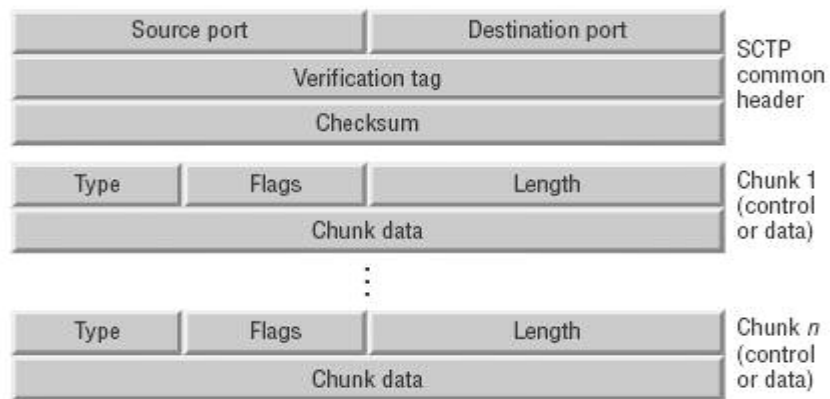 Source port Destination port
Verification tag
Checksum
SCTP
common
header
Type Flags Length
Chunk data
Chunk 1
(control
or data)
Type Flags Length
Chunk data
Chunk n
(control
or data)